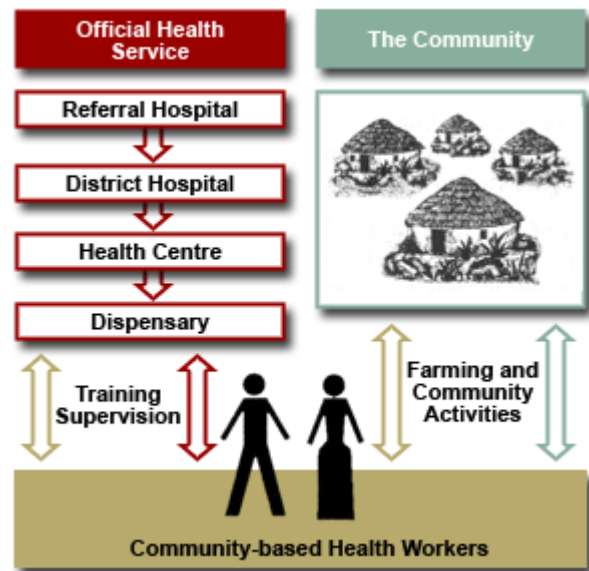 Official Health
Service
The Community
Referral Hospital
District Hospital
Health Centre
Dispensary
Training
Supervision
Farming and
Community
Activities
Community-based Health Workers